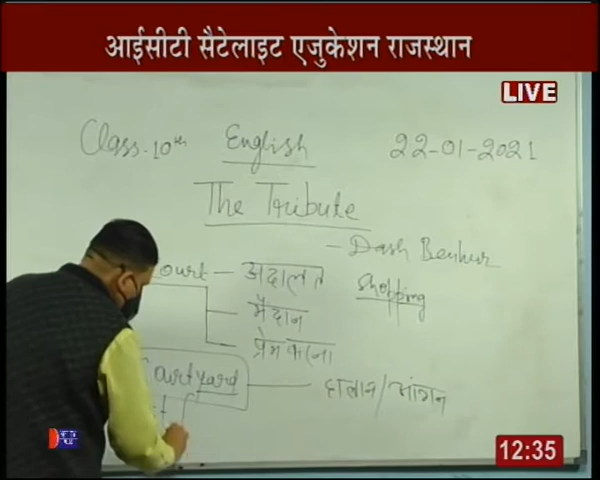 आईसीटी सैटेलाइट एजुकेशन राजस्थान
LIVE
Class-10th English 22-01-2021
The Tribute
- Dash Benhur
ourt - अदालत shopping
मैदान
प्रेम करना
ourtyard दालान/आंगन
12:35